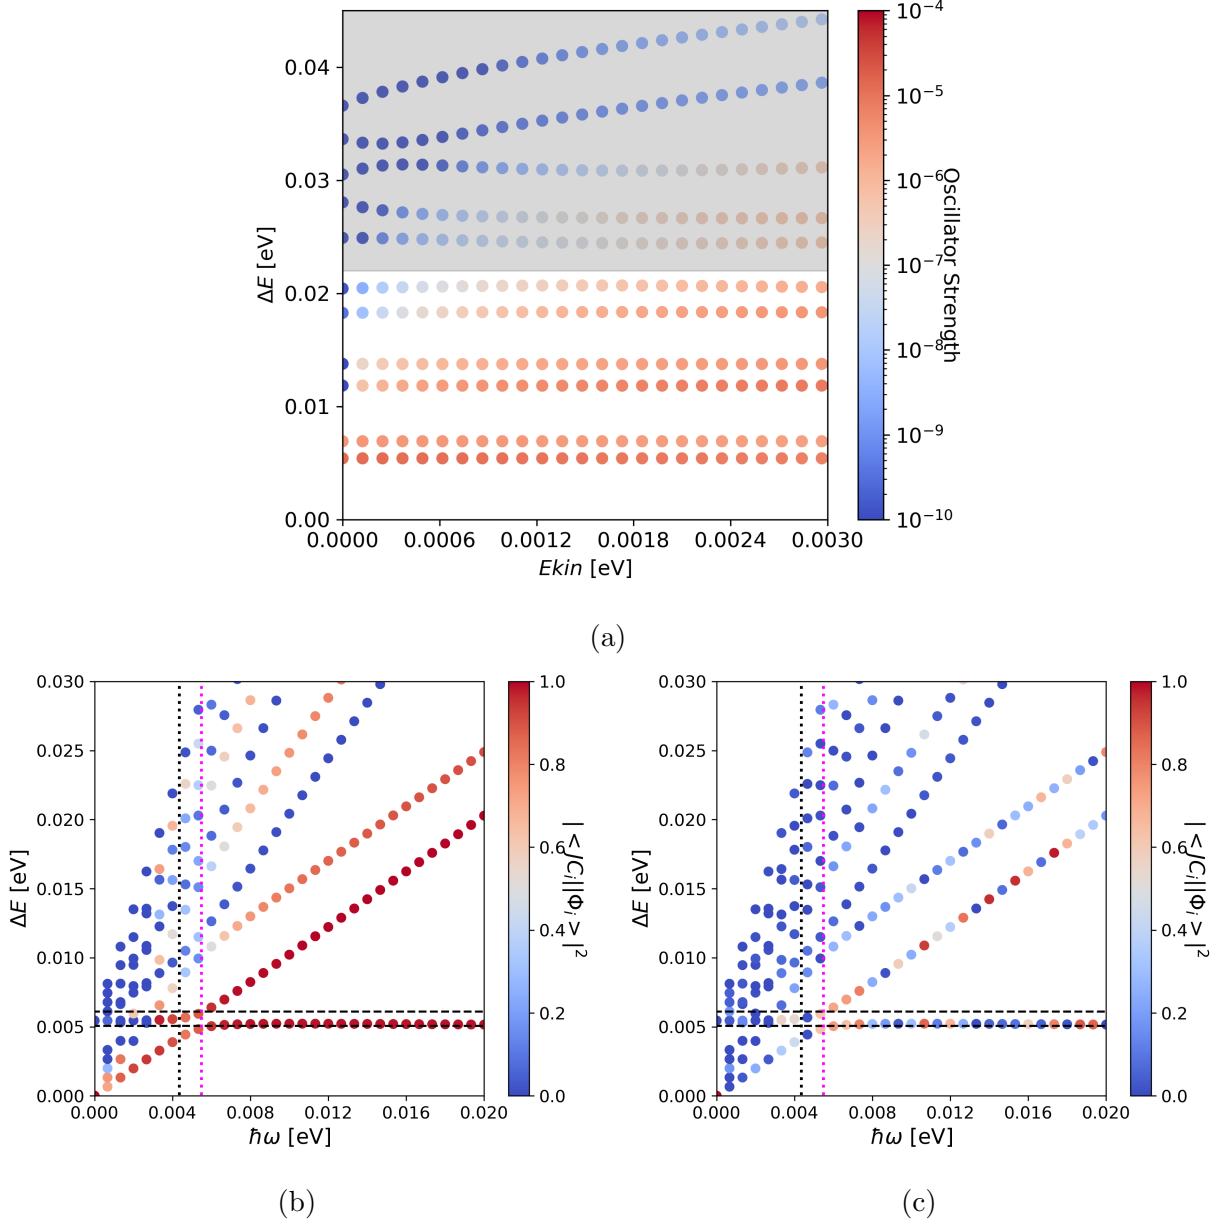 0.04
0.03
0.02
0.01
0.00
ΔE [eV]
0.0000 0.0006 0.0012 0.0018 0.0024 0.0030
Ekin [eV]
10⁻⁴
10⁻⁵
10⁻⁶
10⁻⁷
10⁻⁸
10⁻⁹
10⁻¹⁰
Oscillator Strength
(a)
0.030
0.025
0.020
0.015
0.010
0.005
0.000
ΔE [eV]
0.000 0.004 0.008 0.012 0.016 0.020
ħω [eV]
1.0
0.8
0.6
0.4
0.2
0.0
|<JC_i||Φ_i>|²
(b)
0.030
0.025
0.020
0.015
0.010
0.005
0.000
ΔE [eV]
0.000 0.004 0.008 0.012 0.016 0.020
ħω [eV]
1.0
0.8
0.6
0.4
0.2
0.0
|<JC_i||Φ_i>|²
(c)